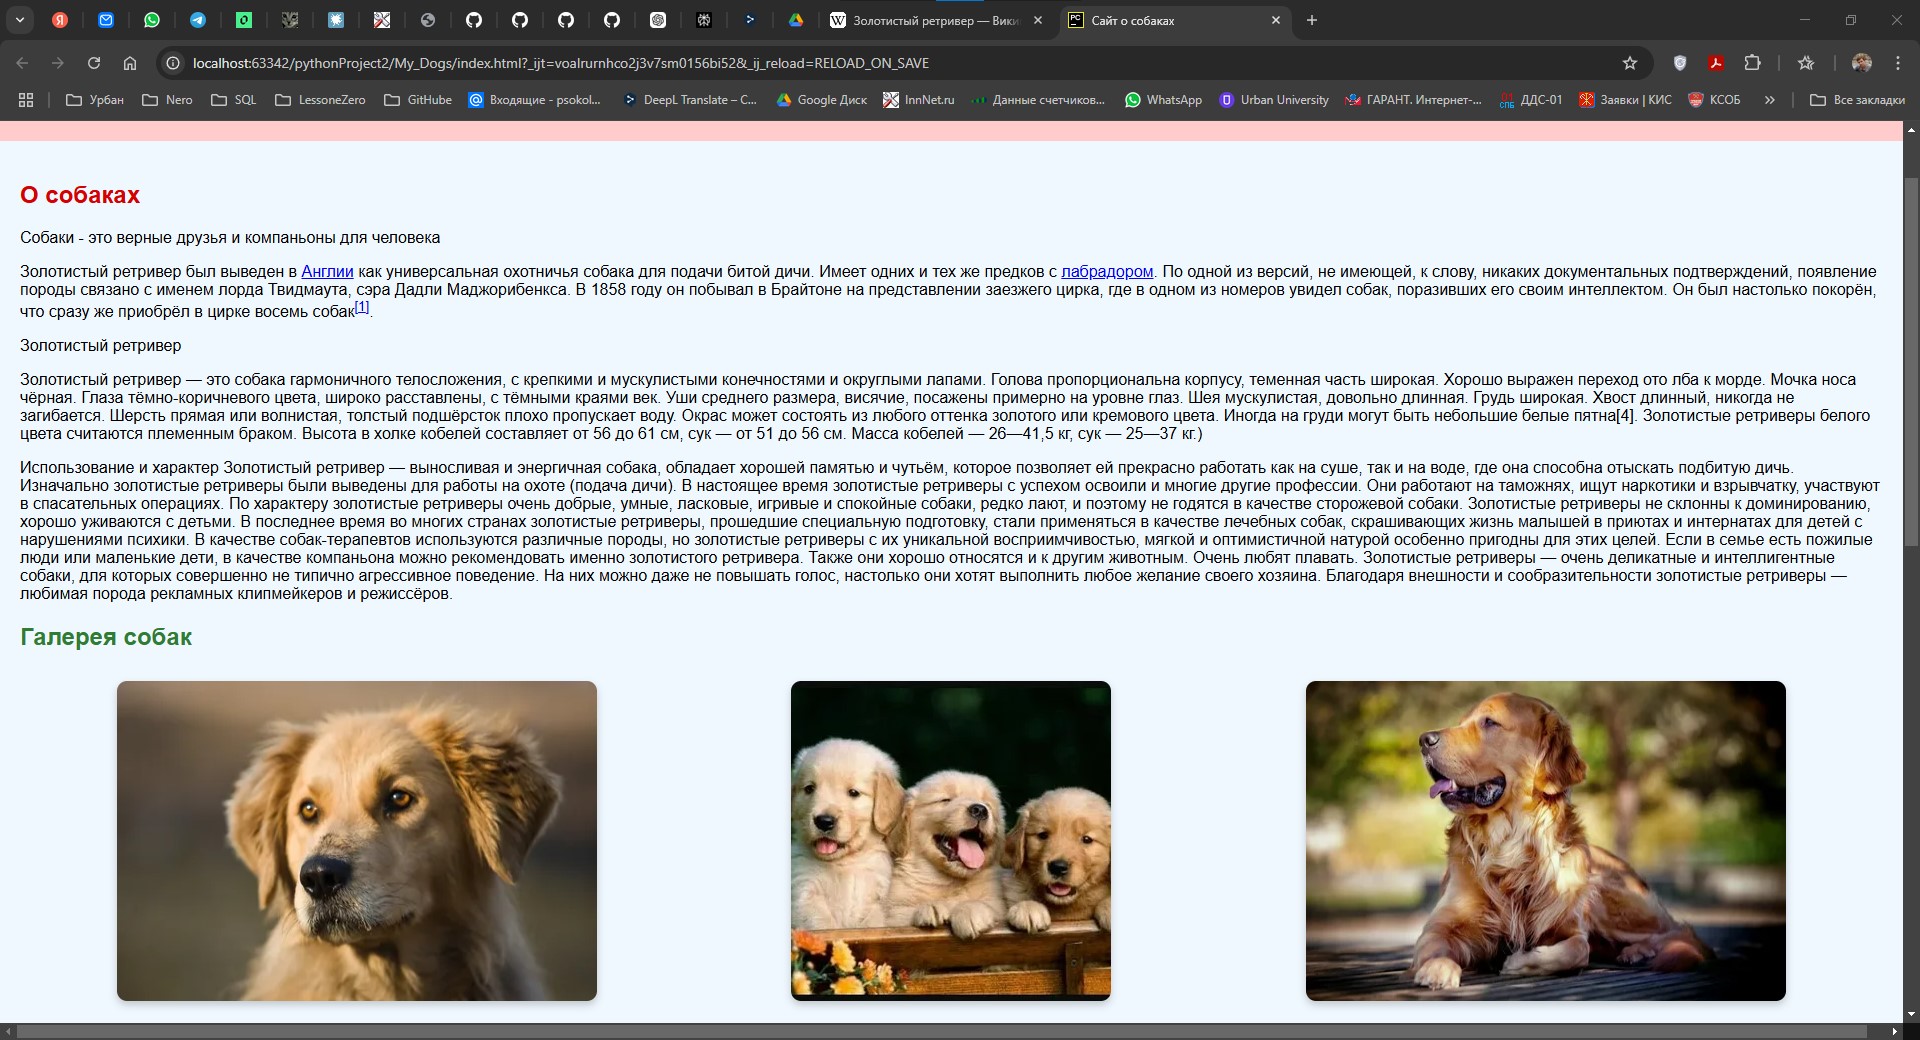 Золотистый ретривер — Вики
Сайт о собаках
localhost:63342/pythonProject2/My_Dogs/index.html?_ijt=voalrurnhco2j3v7sm0156bi52&_ij_reload=RELOAD_ON_SAVE
Урбан Nero SQL LessoneZero GitHube Входящие - psokol... DeepL Translate – C... Google Диск InnNet.ru Данные счетчиков... WhatsApp Urban University ГАРАНТ. Интернет-... ДДС-01 Заявки | КИС КСОБ Все закладки
О собаках
Собаки - это верные друзья и компаньоны для человека
Золотистый ретривер был выведен в Англии как универсальная охотничья собака для подачи битой дичи. Имеет одних и тех же предков с лабрадором. По одной из версий, не имеющей, к слову, никаких документальных подтверждений, появление
породы связано с именем лорда Твидмаута, сэра Дадли Маджорибенкса. В 1858 году он побывал в Брайтоне на представлении заезжего цирка, где в одном из номеров увидел собак, поразивших его своим интеллектом. Он был настолько покорён,
что сразу же приобрёл в цирке восемь собак[1].
Золотистый ретривер
Золотистый ретривер — это собака гармоничного телосложения, с крепкими и мускулистыми конечностями и округлыми лапами. Голова пропорциональна корпусу, теменная часть широкая. Хорошо выражен переход ото лба к морде. Мочка носа
чёрная. Глаза тёмно-коричневого цвета, широко расставлены, с тёмными краями век. Уши среднего размера, висячие, посажены примерно на уровне глаз. Шея мускулистая, довольно длинная. Грудь широкая. Хвост длинный, никогда не
загибается. Шерсть прямая или волнистая, толстый подшёрсток плохо пропускает воду. Окрас может состоять из любого оттенка золотого или кремового цвета. Иногда на груди могут быть небольшие белые пятна[4]. Золотистые ретриверы белого
цвета считаются племенным браком. Высота в холке кобелей составляет от 56 до 61 см, сук — от 51 до 56 см. Масса кобелей — 26—41,5 кг, сук — 25—37 кг.)
Использование и характер Золотистый ретривер — выносливая и энергичная собака, обладает хорошей памятью и чутьём, которое позволяет ей прекрасно работать как на суше, так и на воде, где она способна отыскать подбитую дичь.
Изначально золотистые ретриверы были выведены для работы на охоте (подача дичи). В настоящее время золотистые ретриверы с успехом освоили и многие другие профессии. Они работают на таможнях, ищут наркотики и взрывчатку, участвуют
в спасательных операциях. По характеру золотистые ретриверы очень добрые, умные, ласковые, игривые и спокойные собаки, редко лают, и поэтому не годятся в качестве сторожевой собаки. Золотистые ретриверы не склонны к доминированию,
хорошо уживаются с детьми. В последнее время во многих странах золотистые ретриверы, прошедшие специальную подготовку, стали применяться в качестве лечебных собак, скрашивающих жизнь малышей в приютах и интернатах для детей с
нарушениями психики. В качестве собак-терапевтов используются различные породы, но золотистые ретриверы с их уникальной восприимчивостью, мягкой и оптимистичной натурой особенно пригодны для этих целей. Если в семье есть пожилые
люди или маленькие дети, в качестве компаньона можно рекомендовать именно золотистого ретривера. Также они хорошо относятся и к другим животным. Очень любят плавать. Золотистые ретриверы — очень деликатные и интеллигентные
собаки, для которых совершенно не типично агрессивное поведение. На них можно даже не повышать голос, настолько они хотят выполнить любое желание своего хозяина. Благодаря внешности и сообразительности золотистые ретриверы —
любимая порода рекламных клипмейкеров и режиссёров.
Галерея собак